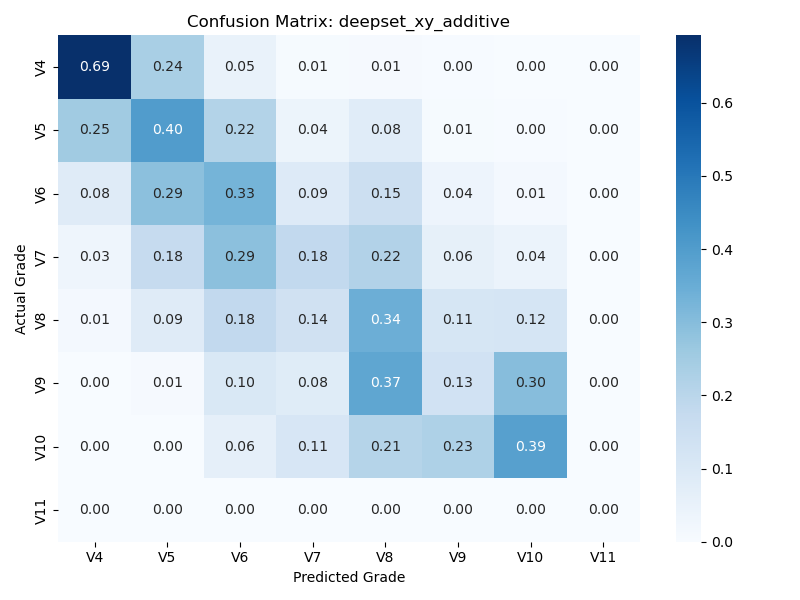 Confusion Matrix: deepset_xy_additive
Actual Grade
V4 0.69 0.24 0.05 0.01 0.01 0.00 0.00 0.00
V5 0.25 0.40 0.22 0.04 0.08 0.01 0.00 0.00
V6 0.08 0.29 0.33 0.09 0.15 0.04 0.01 0.00
V7 0.03 0.18 0.29 0.18 0.22 0.06 0.04 0.00
V8 0.01 0.09 0.18 0.14 0.34 0.11 0.12 0.00
V9 0.00 0.01 0.10 0.08 0.37 0.13 0.30 0.00
V10 0.00 0.00 0.06 0.11 0.21 0.23 0.39 0.00
V11 0.00 0.00 0.00 0.00 0.00 0.00 0.00 0.00
V4 V5 V6 V7 V8 V9 V10 V11
Predicted Grade
0.6
0.5
0.4
0.3
0.2
0.1
0.0